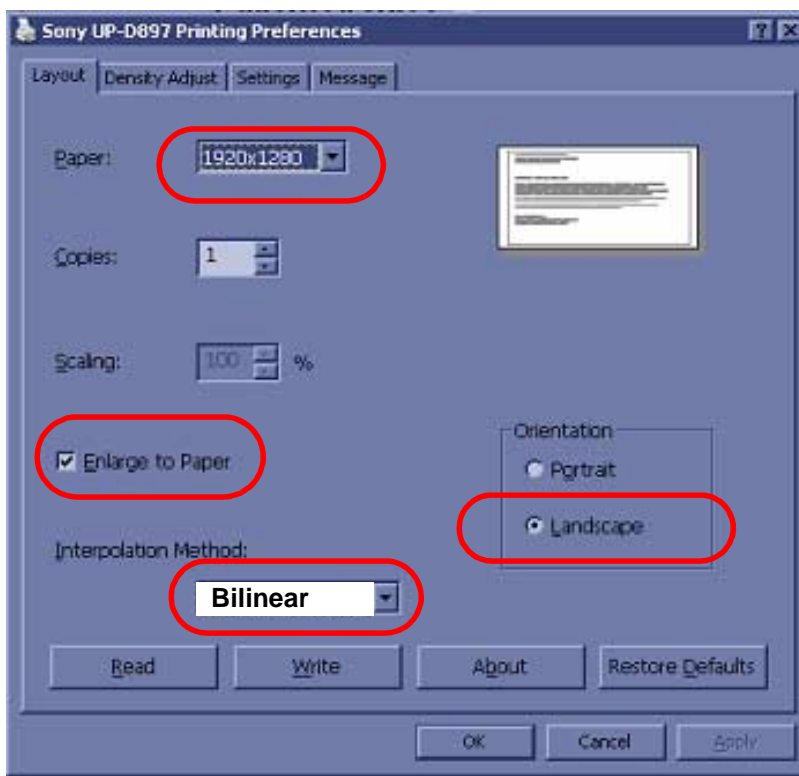 Sony UP-D897 Printing Preferences
Layout Density Adjust Settings Message
Paper: 1920x1280
Copies: 1
Scaling: 100 %
Enlarge to Paper
Orientation
Portrait
Landscape
Interpolation Method:
Bilinear
Read Write About Restore Defaults
OK Cancel Apply